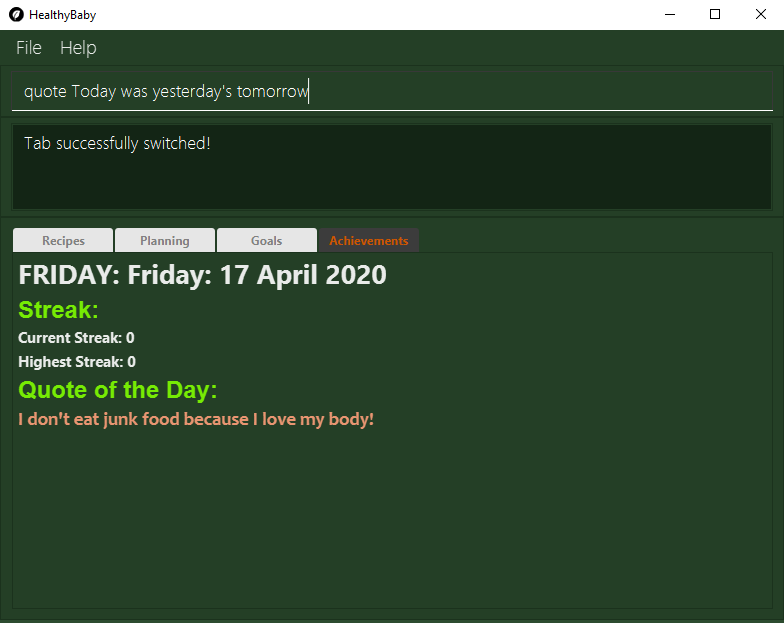 HealthyBaby
File Help
quote Today was yesterday's tomorrow
Tab successfully switched!
Recipes Planning Goals Achievements
FRIDAY: Friday: 17 April 2020
Streak:
Current Streak: 0
Highest Streak: 0
Quote of the Day:
I don't eat junk food because I love my body!